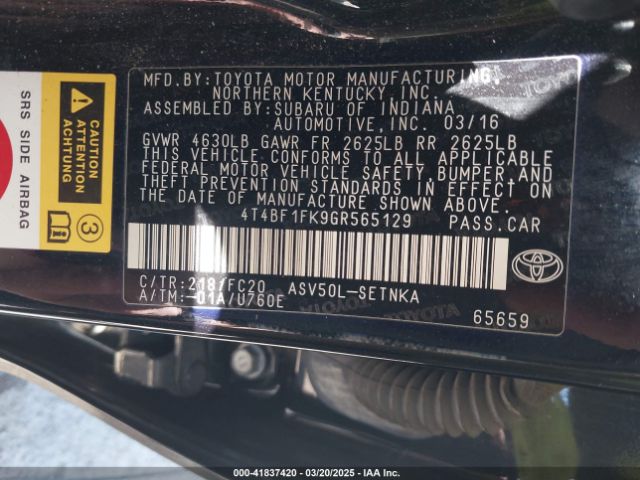 MFD.BY:TOYOTA MOTOR MANUFACTURING
NORTHERN KENTUCKY, INC.
ASSEMBLED BY:SUBARU OF INDIANA
AUTOMOTIVE,INC. 03/16
GVWR 4630LB GAWR FR 2625LB RR 2625LB
THIS VEHICLE CONFORMS TO ALL APPLICABLE
FEDERAL MOTOR VEHICLE SAFETY,BUMPER,AND
THEFT PREVENTION STANDARDS IN EFFECT ON
THE DATE OF MANUFACTURE SHOWN ABOVE.
4T4BF1FK9GR565129 PASS.CAR
C/TR:2187FC20 ASV50L-SETNKA
A/TM:-01A/U760E
65659
TOYOTA
TOYOTA
SRS SIDE AIRBAG
CAUTION
ATTENTION
ACHTUNG
3
000-41837420 - 03/20/2025 - IAA Inc.